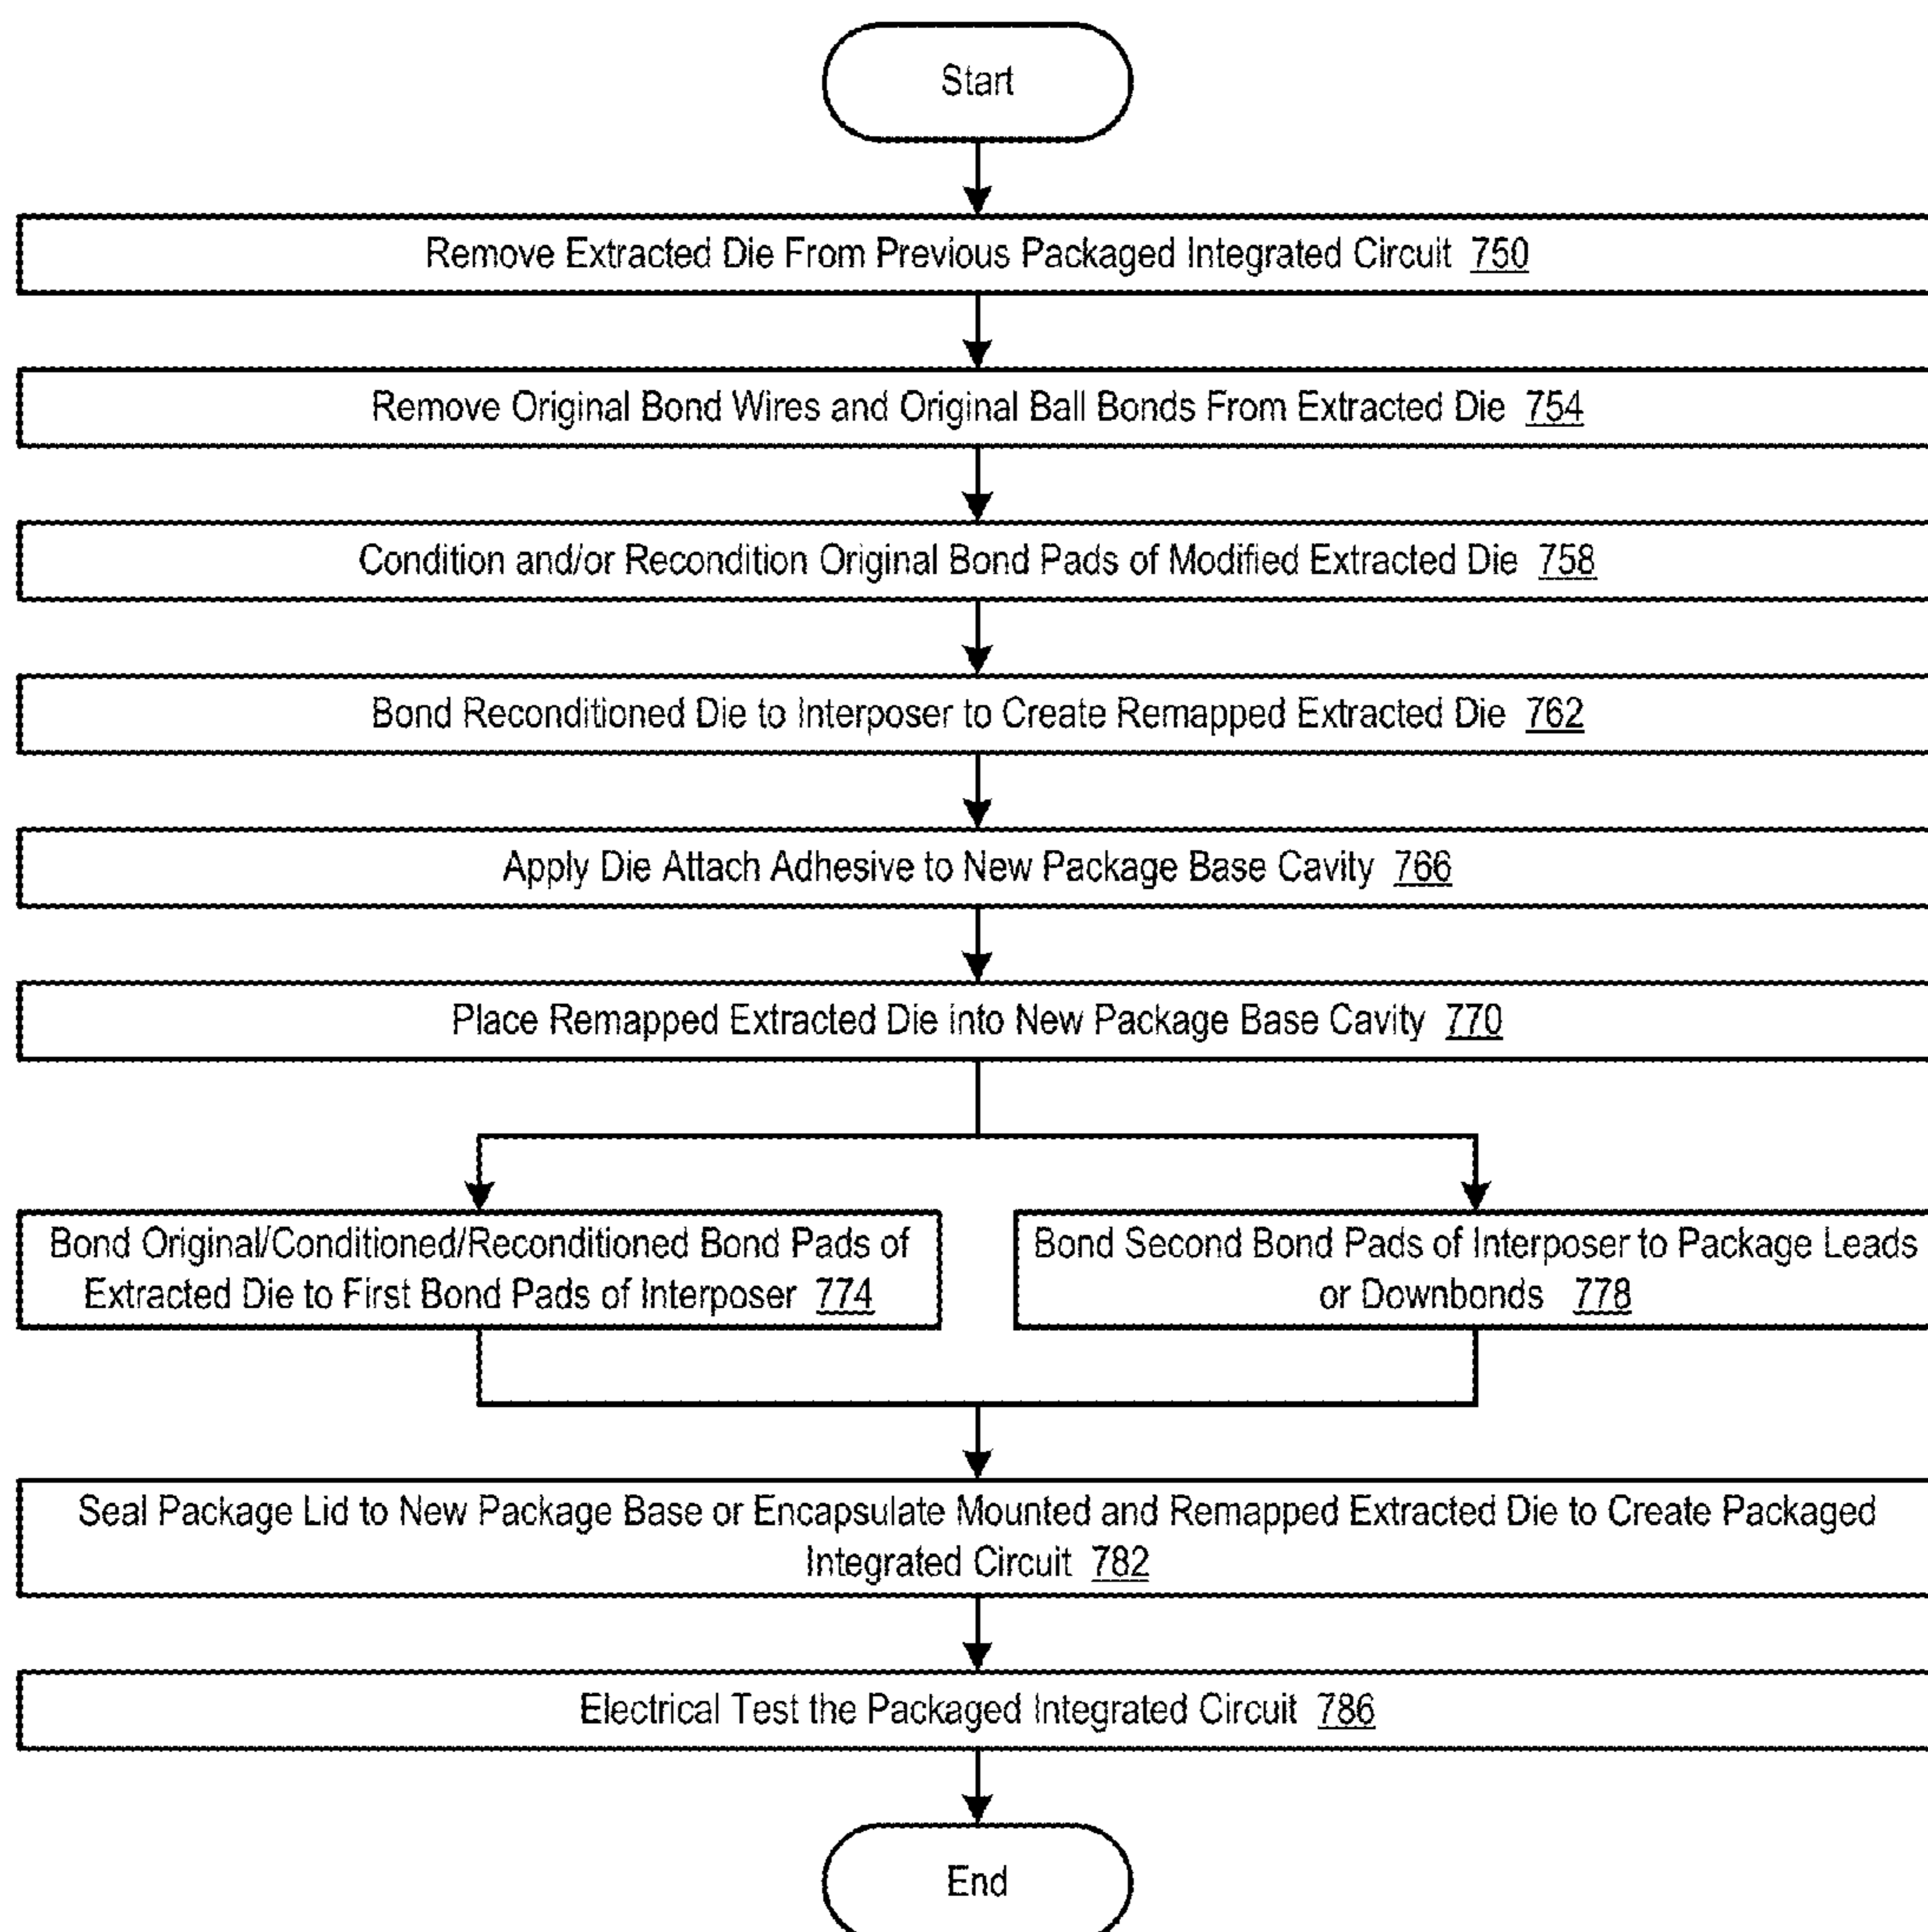 Start
Remove Extracted Die From Previous Packaged Integrated Circuit 750
Remove Original Bond Wires and Original Ball Bonds From Extracted Die 754
Condition and/or Recondition Original Bond Pads of Modified Extracted Die 758
Bond Reconditioned Die to Interposer to Create Remapped Extracted Die 762
Apply Die Attach Adhesive to New Package Base Cavity 766
Place Remapped Extracted Die into New Package Base Cavity 770
Bond Original/Conditioned/Reconditioned Bond Pads of
Extracted Die to First Bond Pads of Interposer 774
Bond Second Bond Pads of Interposer to Package Leads
or Downbonds 778
Seal Package Lid to New Package Base or Encapsulate Mounted and Remapped Extracted Die to Create Packaged
Integrated Circuit 782
Electrical Test the Packaged Integrated Circuit 786
End